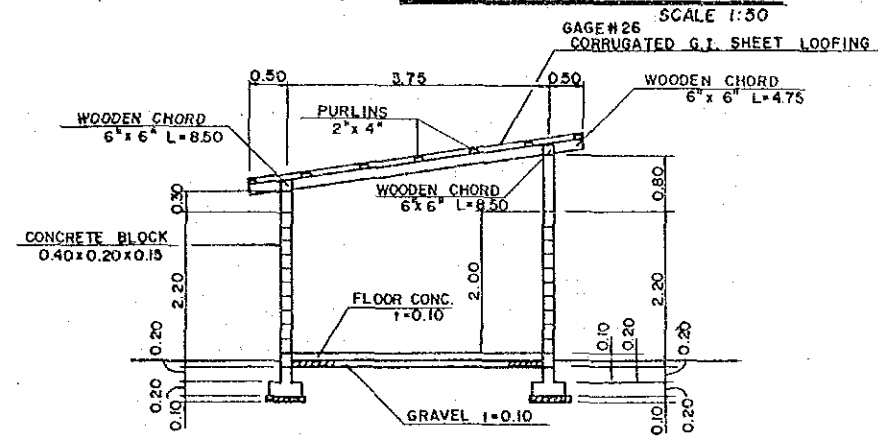 SCALE 1:50
GAGE#26
CORRUGATED G.I. SHEET LOOFING
0.50 3.75 0.50
WOODEN CHORD
6"x 6" L=4.75
WOODEN CHORD
6"x 6" L=8.50
PURLINS
2"x 4"
WOODEN CHORD
6"x 6" L=8.50
0.30
0.80
CONCRETE BLOCK
0.40x0.20x0.15
2.20
2.00
2.20
FLOOR CONC.
t=0.10
0.20
0.10
0.20
0.20
0.20
0.10
GRAVEL t=0.10
0.10
0.20